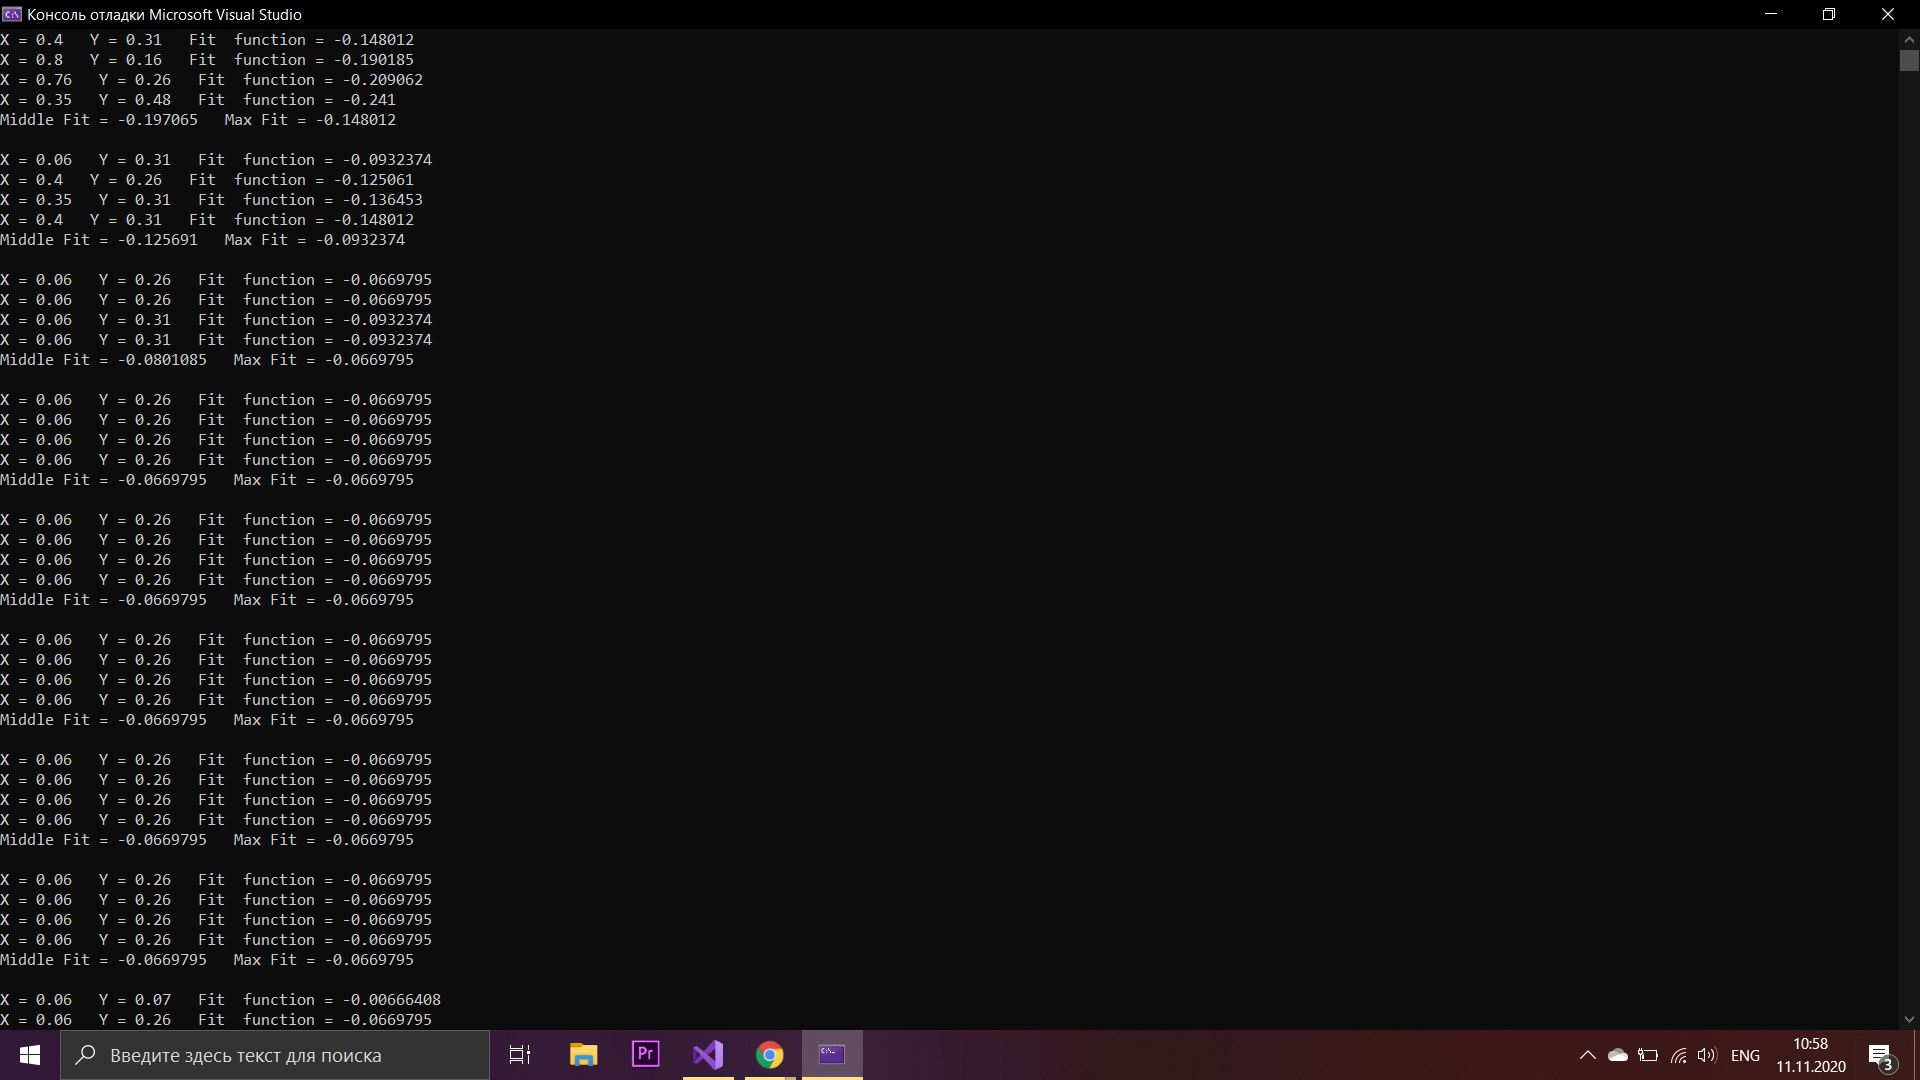 Консоль отладки Microsoft Visual Studio
X = 0.4   Y = 0.31   Fit  function = -0.148012
X = 0.8   Y = 0.16   Fit  function = -0.190185
X = 0.76   Y = 0.26   Fit  function = -0.209062
X = 0.35   Y = 0.48   Fit  function = -0.241
Middle Fit = -0.197065   Max Fit = -0.148012
X = 0.06   Y = 0.31   Fit  function = -0.0932374
X = 0.4   Y = 0.26   Fit  function = -0.125061
X = 0.35   Y = 0.31   Fit  function = -0.136453
X = 0.4   Y = 0.31   Fit  function = -0.148012
Middle Fit = -0.125691   Max Fit = -0.0932374
X = 0.06   Y = 0.26   Fit  function = -0.0669795
X = 0.06   Y = 0.26   Fit  function = -0.0669795
X = 0.06   Y = 0.31   Fit  function = -0.0932374
X = 0.06   Y = 0.31   Fit  function = -0.0932374
Middle Fit = -0.0801085   Max Fit = -0.0669795
X = 0.06   Y = 0.26   Fit  function = -0.0669795
X = 0.06   Y = 0.26   Fit  function = -0.0669795
X = 0.06   Y = 0.26   Fit  function = -0.0669795
X = 0.06   Y = 0.26   Fit  function = -0.0669795
Middle Fit = -0.0669795   Max Fit = -0.0669795
X = 0.06   Y = 0.26   Fit  function = -0.0669795
X = 0.06   Y = 0.26   Fit  function = -0.0669795
X = 0.06   Y = 0.26   Fit  function = -0.0669795
X = 0.06   Y = 0.26   Fit  function = -0.0669795
Middle Fit = -0.0669795   Max Fit = -0.0669795
X = 0.06   Y = 0.26   Fit  function = -0.0669795
X = 0.06   Y = 0.26   Fit  function = -0.0669795
X = 0.06   Y = 0.26   Fit  function = -0.0669795
X = 0.06   Y = 0.26   Fit  function = -0.0669795
Middle Fit = -0.0669795   Max Fit = -0.0669795
X = 0.06   Y = 0.26   Fit  function = -0.0669795
X = 0.06   Y = 0.26   Fit  function = -0.0669795
X = 0.06   Y = 0.26   Fit  function = -0.0669795
X = 0.06   Y = 0.26   Fit  function = -0.0669795
Middle Fit = -0.0669795   Max Fit = -0.0669795
X = 0.06   Y = 0.26   Fit  function = -0.0669795
X = 0.06   Y = 0.26   Fit  function = -0.0669795
X = 0.06   Y = 0.26   Fit  function = -0.0669795
X = 0.06   Y = 0.26   Fit  function = -0.0669795
Middle Fit = -0.0669795   Max Fit = -0.0669795
X = 0.06   Y = 0.07   Fit  function = -0.00666408
X = 0.06   Y = 0.26   Fit  function = -0.0669795
Введите здесь текст для поиска
Pr
ENG
10:58
11.11.2020
3